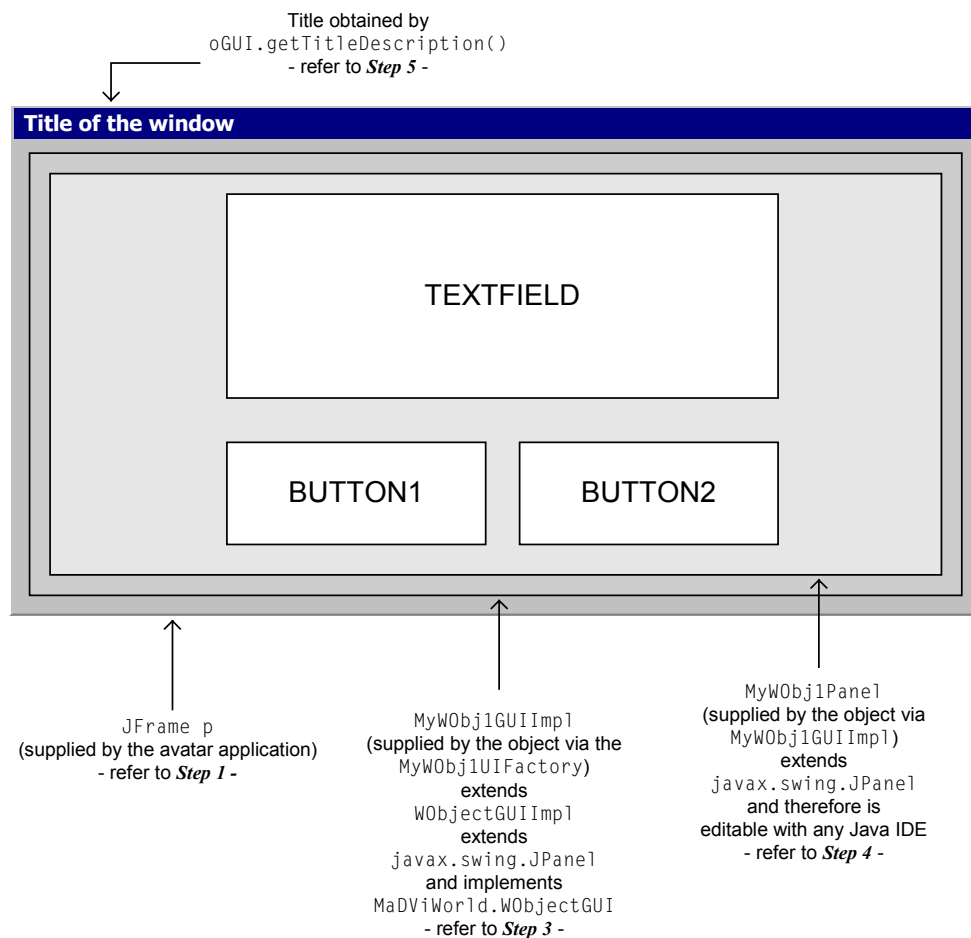 Title obtained by
oGUI.getTitleDescription()
- refer to Step 5 -
Title of the window
TEXTFIELD
BUTTON1
BUTTON2
JFrame p
(supplied by the avatar application)
- refer to Step 1 -
MyWObj1GUIImpl
(supplied by the object via the
MyWObj1UIFactory)
extends
WObjectGUIImpl
extends
javax.swing.JPanel
and implements
MaDViWorld.WObjectGUI
- refer to Step 3 -
MyWObj1Panel
(supplied by the object via
MyWObj1GUIImpl)
extends
javax.swing.JPanel
and therefore is
editable with any Java IDE
- refer to Step 4 -